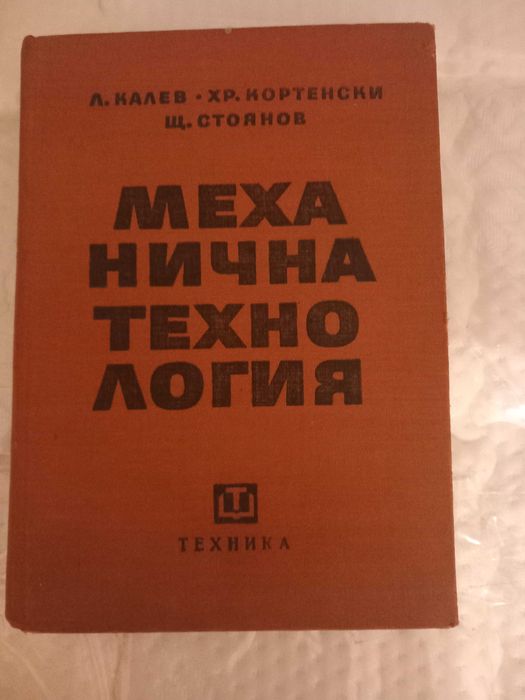 Л. КАЛЕВ · ХР. КОРТЕНСКИ
Щ. СТОЯНОВ
МЕХА
НИЧНА
ТЕХНО
ЛОГИЯ
Т
ТЕХНИКА